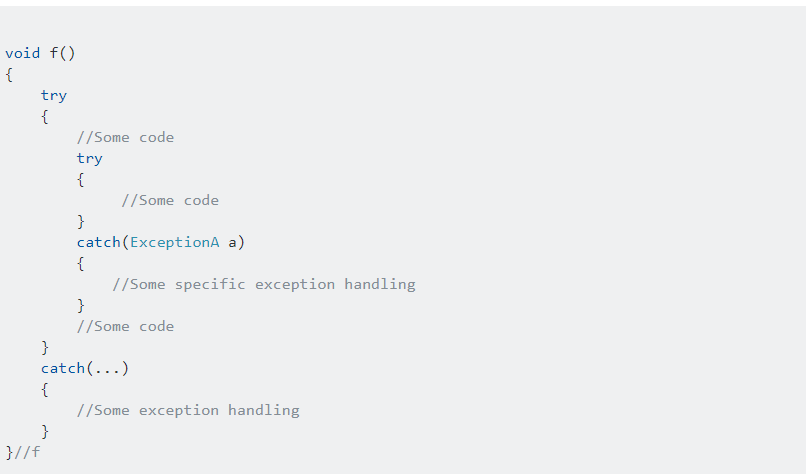 void f()
{
    try
    {
        //Some code
        try
        {
             //Some code
        }
        catch(ExceptionA a)
        {
            //Some specific exception handling
        }
        //Some code
    }
    catch(...)
    {
        //Some exception handling
    }
}//f